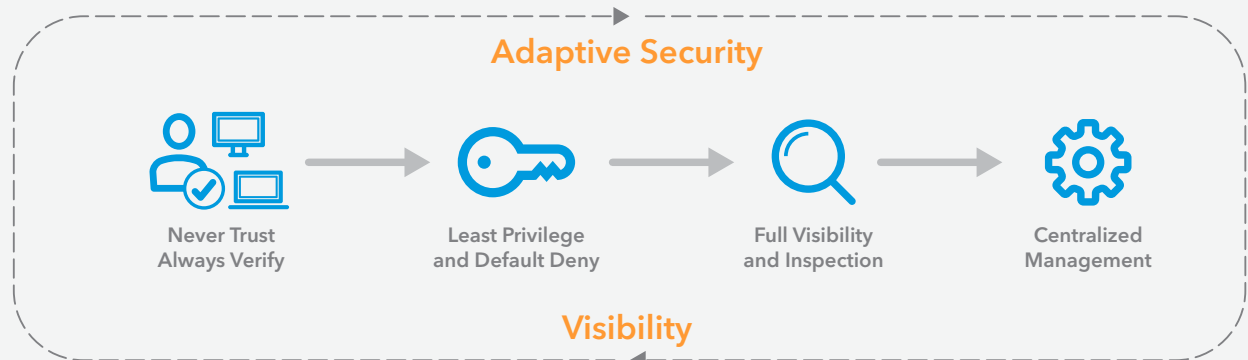 Adaptive Security
Never Trust
Always Verify
Least Privilege
and Default Deny
Full Visibility
and Inspection
Centralized
Management
Visibility